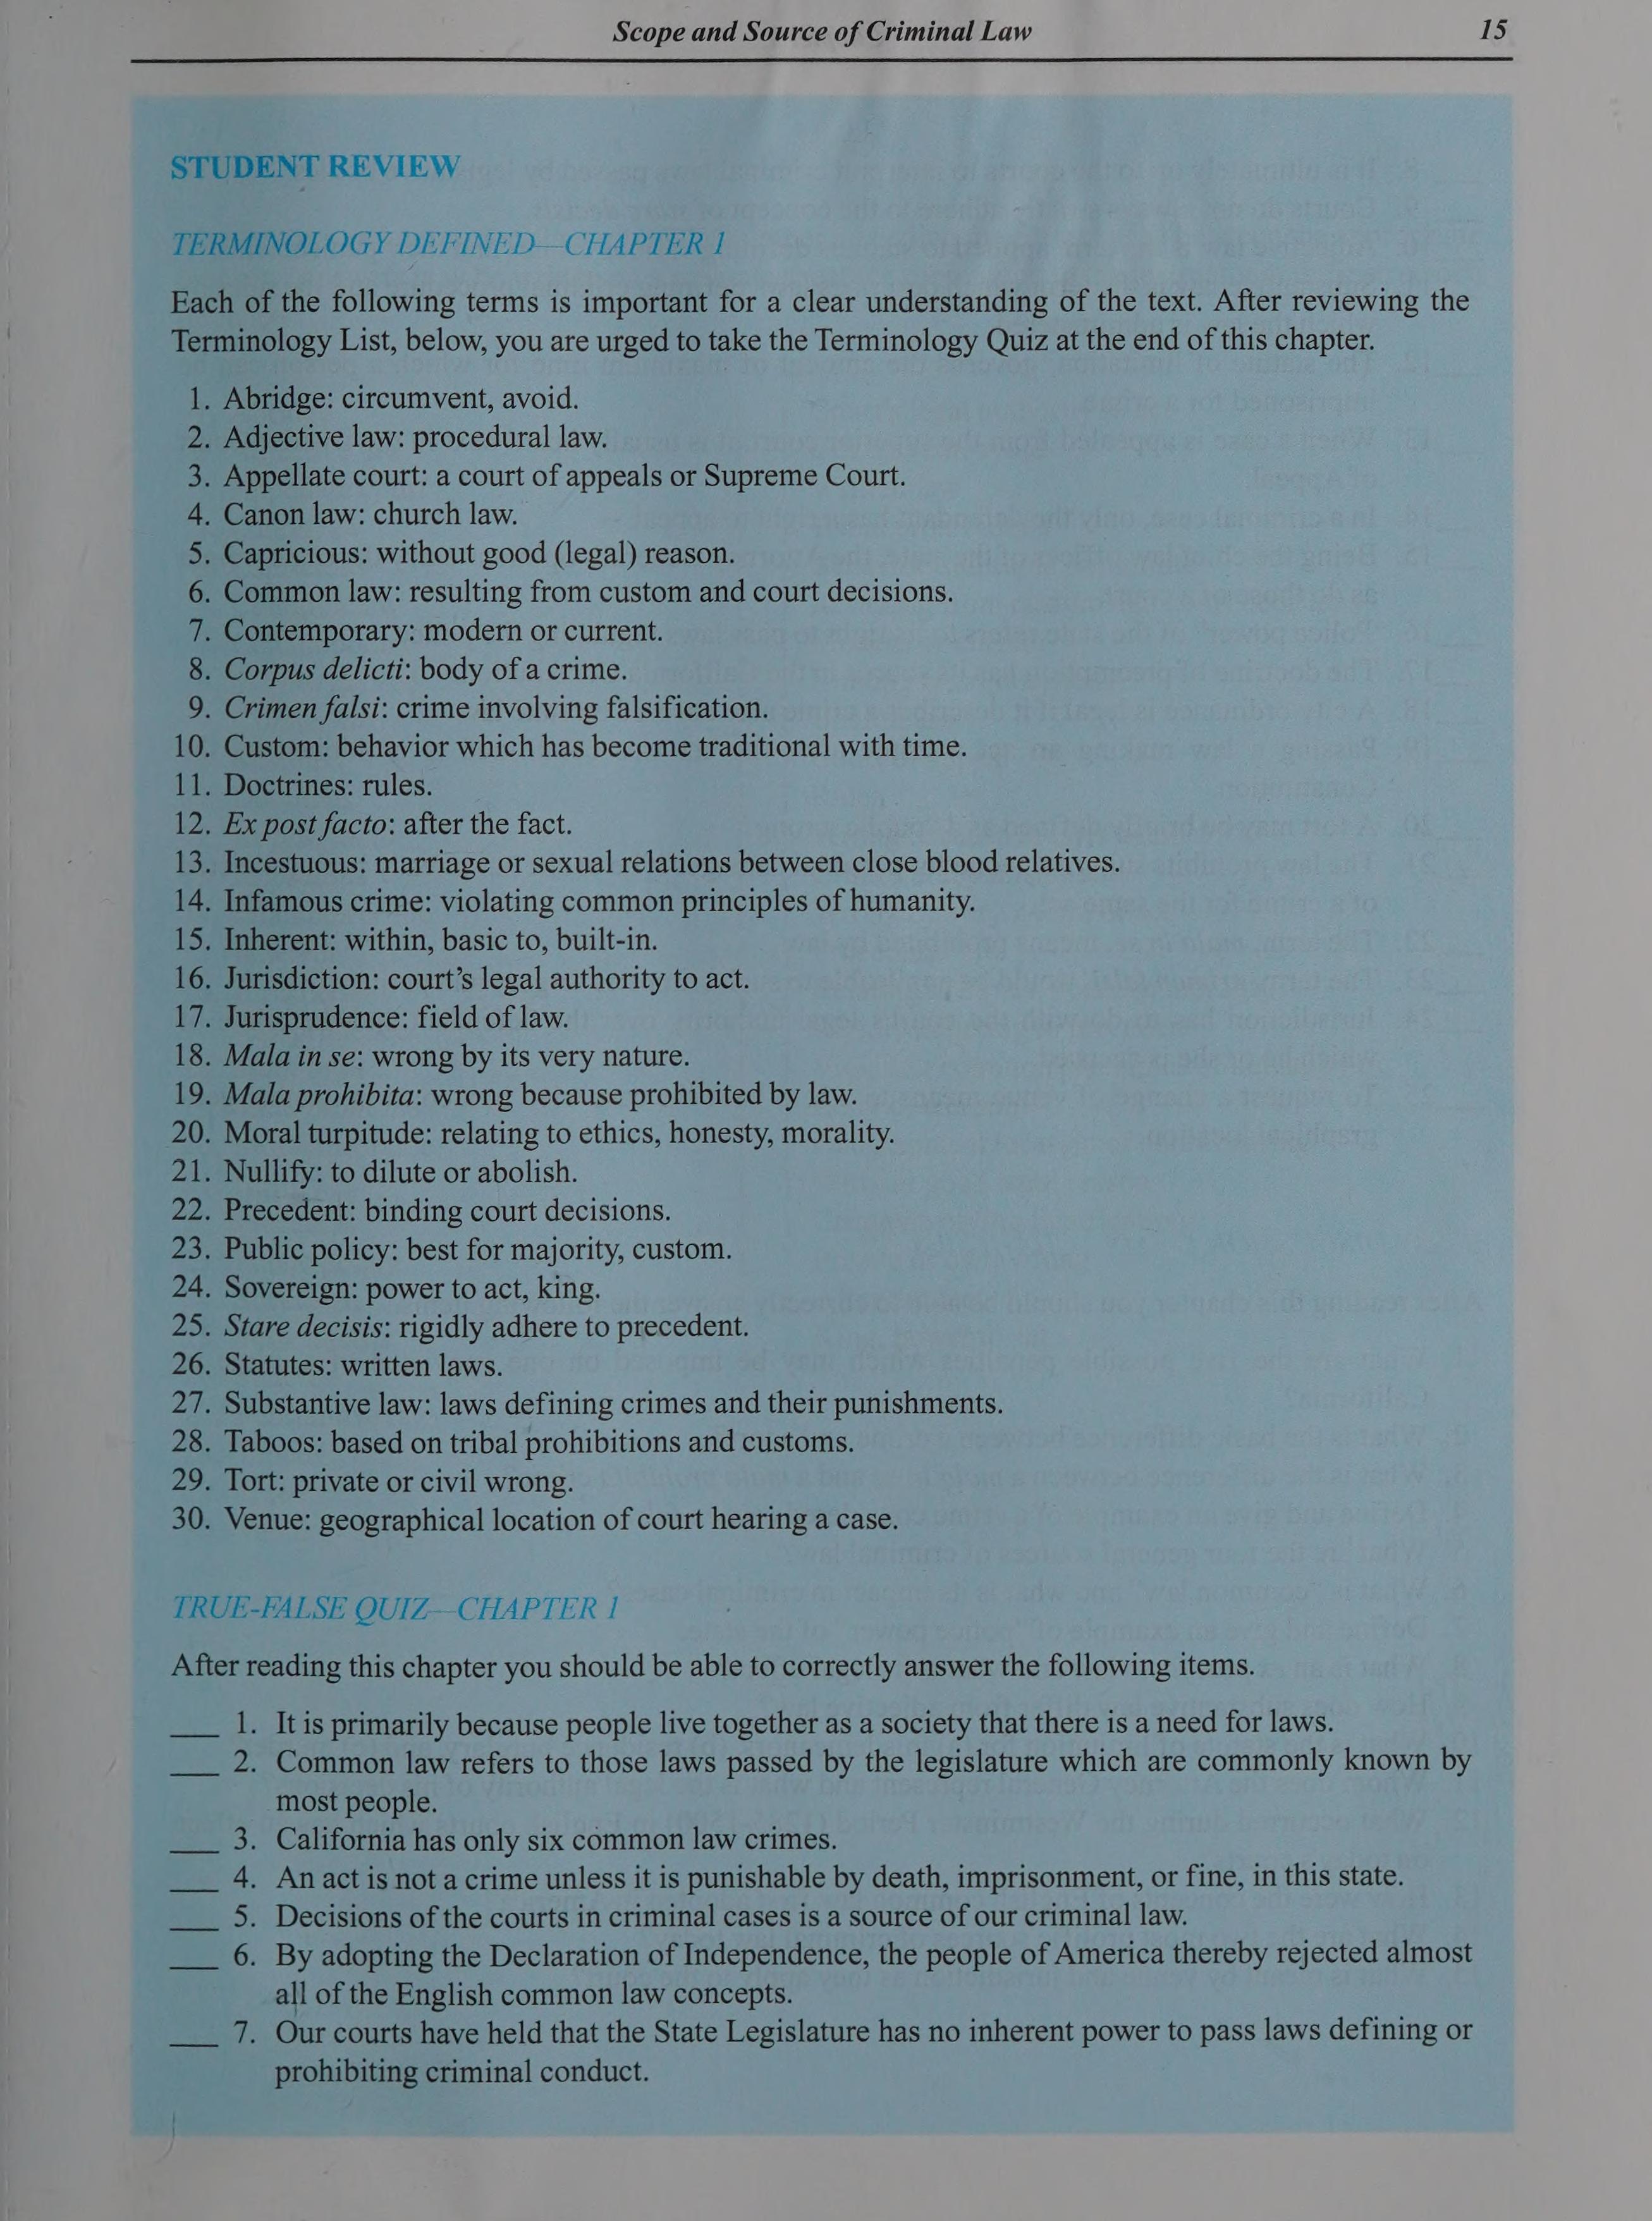 Scope and Source of Criminal Law 15
STUDENT REVIEW
TERMINOLOGY DEFINED—CHAPTER 1
Each of the following terms is important for a clear understanding of the text. After reviewing the
Terminology List, below, you are urged to take the Terminology Quiz at the end of this chapter.
1. Abridge: circumvent, avoid.
2. Adjective law: procedural law.
3. Appellate court: a court of appeals or Supreme Court.
4. Canon law: church law.
5. Capricious: without good (legal) reason.
6. Common law: resulting from custom and court decisions.
7. Contemporary: modern or current.
8. Corpus delicti: body of a crime.
9. Crimen falsi: crime involving falsification.
10. Custom: behavior which has become traditional with time.
11. Doctrines: rules.
12. Ex post facto: after the fact.
13. Incestuous: marriage or sexual relations between close blood relatives.
14. Infamous crime: violating common principles of humanity.
15. Inherent: within, basic to, built-in.
16. Jurisdiction: court's legal authority to act.
17. Jurisprudence: field of law.
18. Mala in se: wrong by its very nature.
19. Mala prohibita: wrong because prohibited by law.
20. Moral turpitude: relating to ethics, honesty, morality.
21. Nullify: to dilute or abolish.
22. Precedent: binding court decisions.
23. Public policy: best for majority, custom.
24. Sovereign: power to act, king.
25. Stare decisis: rigidly adhere to precedent.
26. Statutes: written laws.
27. Substantive law: laws defining crimes and their punishments.
28. Taboos: based on tribal prohibitions and customs.
29. Tort: private or civil wrong.
30. Venue: geographical location of court hearing a case.
TRUE-FALSE QUIZ—CHAPTER 1
After reading this chapter you should be able to correctly answer the following items.
___ 1. It is primarily because people live together as a society that there is a need for laws.
___ 2. Common law refers to those laws passed by the legislature which are commonly known by
most people.
___ 3. California has only six common law crimes.
___ 4. An act is not a crime unless it is punishable by death, imprisonment, or fine, in this state.
___ 5. Decisions of the courts in criminal cases is a source of our criminal law.
___ 6. By adopting the Declaration of Independence, the people of America thereby rejected almost
all of the English common law concepts.
___ 7. Our courts have held that the State Legislature has no inherent power to pass laws defining or
prohibiting criminal conduct.